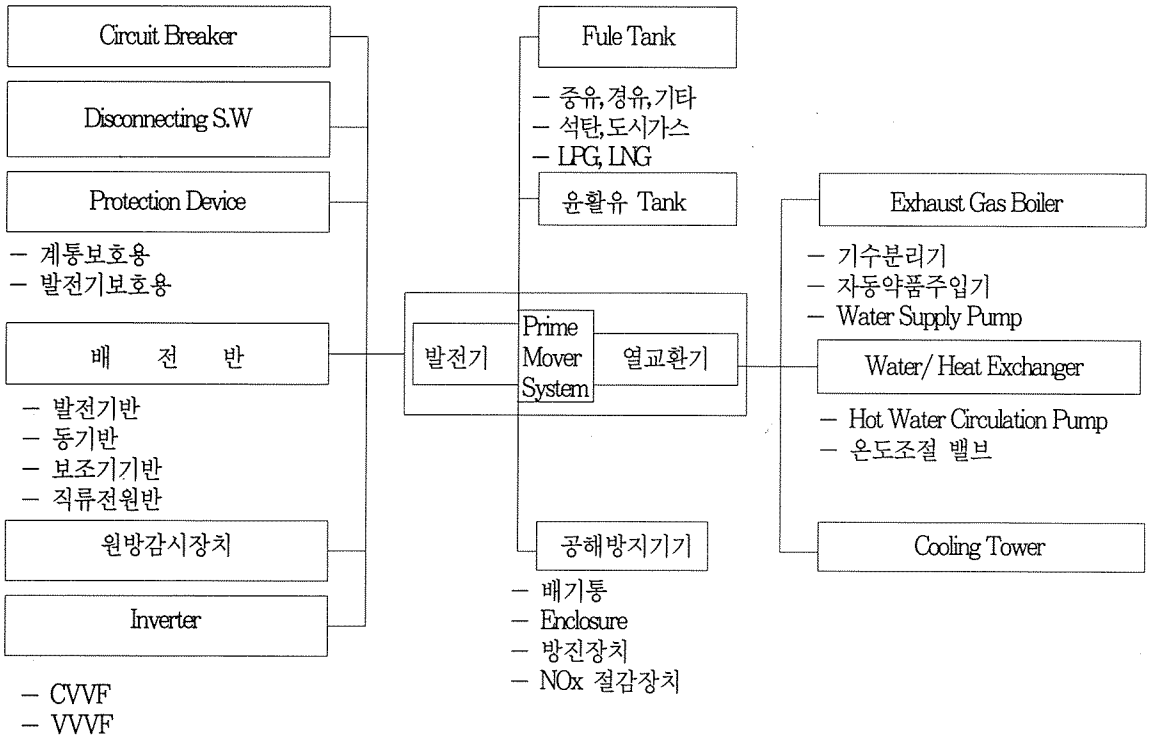 Circuit Breaker
Disconnecting S.W
Protection Device
- 계통보호용
- 발전기보호용
배 전 반
- 발전기반
- 동기반
- 보조기기반
- 직류전원반
원방감시장치
Inverter
- CVVF
- VVVF
Fule Tank
- 중유,경유,기타
- 석탄,도시가스
- LPG, LNG
윤활유 Tank
발전기
Prime
Mover
System
열교환기
공해방지기기
- 배기통
- Enclosure
- 방진장치
- NOx 절감장치
Exhaust Gas Boiler
- 기수분리기
- 자동약품주입기
- Water Supply Pump
Water/ Heat Exchanger
- Hot Water Circulation Pump
- 온도조절 밸브
Cooling Tower